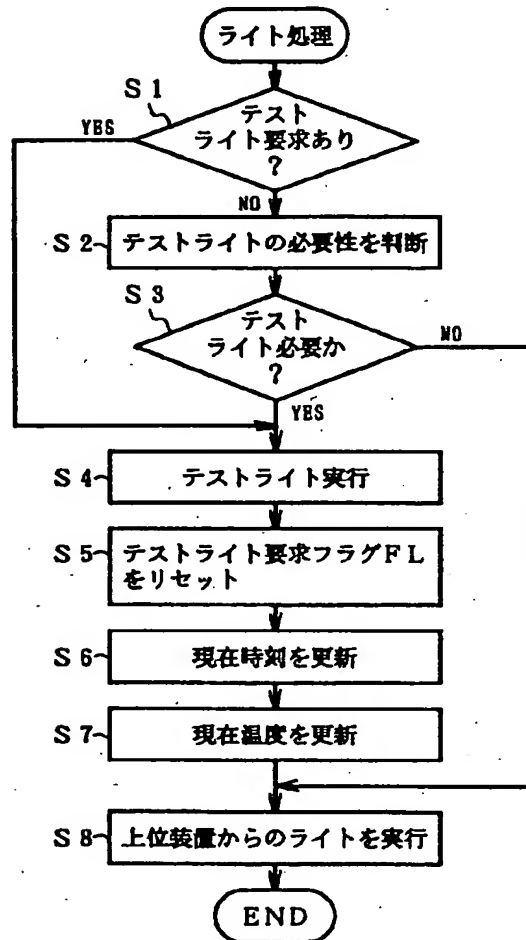 ライト処理
S1
テスト
ライト要求あり
?
YES
NO
S2
テストライトの必要性を判断
S3
テスト
ライト必要か
?
NO
YES
S4
テストライト実行
S5
テストライト要求フラグFL
をリセット
S6
現在時刻を更新
S7
現在温度を更新
S8
上位装置からのライトを実行
END